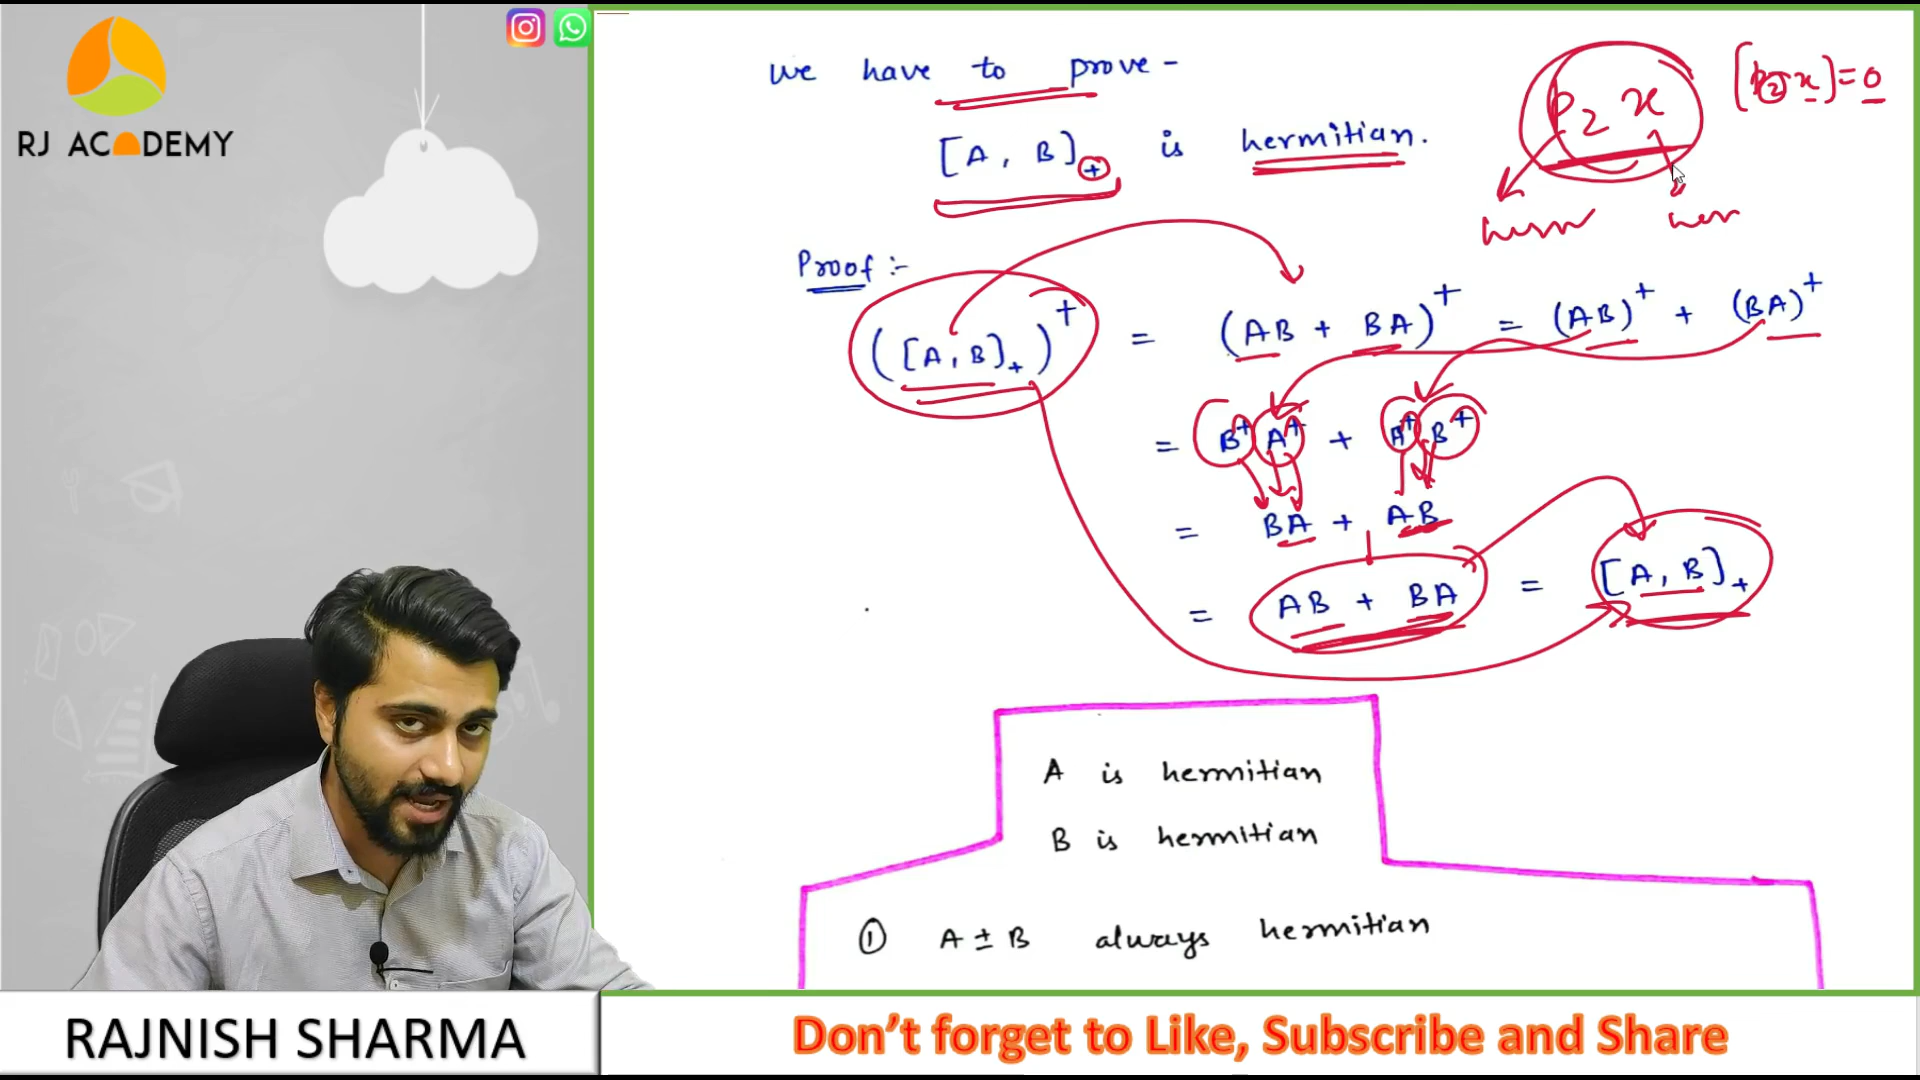 RJ ACADEMY
we have to prove -
[A, B]+ is hermitian.
P2 x
[P2, x] = 0
herm her
Proof :-
([A, B]+)+ = (AB + BA)+ = (AB)+ + (BA)+
= B+ A+ + A+ B+
= BA + AB
= AB + BA = [A, B]+
A is hermitian
B is hermitian
① A ± B always hermitian
RAJNISH SHARMA
Don't forget to Like, Subscribe and Share